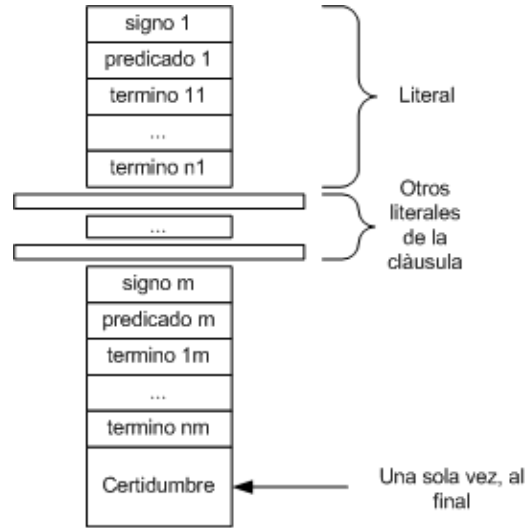 signo 1
predicado 1
termino 11
...
termino n1
Literal
Otros
literales
de la
clàusula
...
signo m
predicado m
termino 1m
...
termino nm
Certidumbre
Una sola vez, al
final